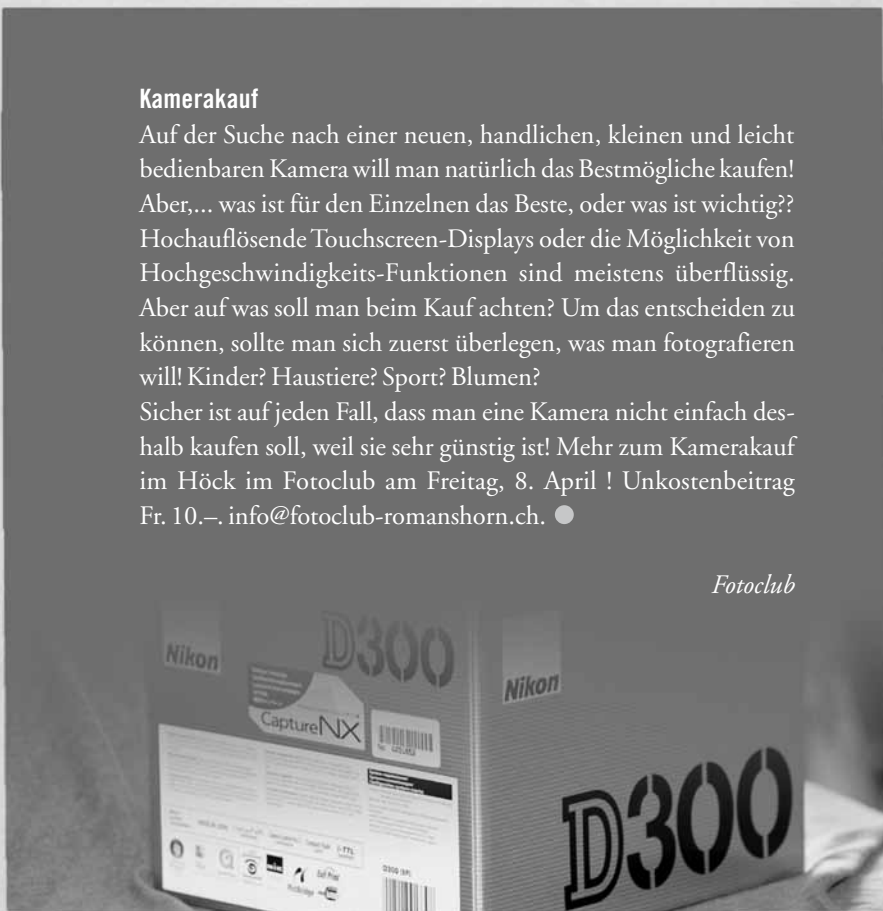 Kamerakauf
Auf der Suche nach einer neuen, handlichen, kleinen und leicht
bedienbaren Kamera will man natürlich das Bestmögliche kaufen!
Aber,... was ist für den Einzelnen das Beste, oder was ist wichtig??
Hochauflösende Touchscreen-Displays oder die Möglichkeit von
Hochgeschwindigkeits-Funktionen sind meistens überflüssig.
Aber auf was soll man beim Kauf achten? Um das entscheiden zu
können, sollte man sich zuerst überlegen, was man fotografieren
will! Kinder? Haustiere? Sport? Blumen?
Sicher ist auf jeden Fall, dass man eine Kamera nicht einfach des-
halb kaufen soll, weil sie sehr günstig ist! Mehr zum Kamerakauf
im Höck im Fotoclub am Freitag, 8. April ! Unkostenbeitrag
Fr. 10.–. info@fotoclub-romanshorn.ch.
Fotoclub
Nikon
D300
CaptureNX
Nikon
D300
i-TTL
PictBridge
D300